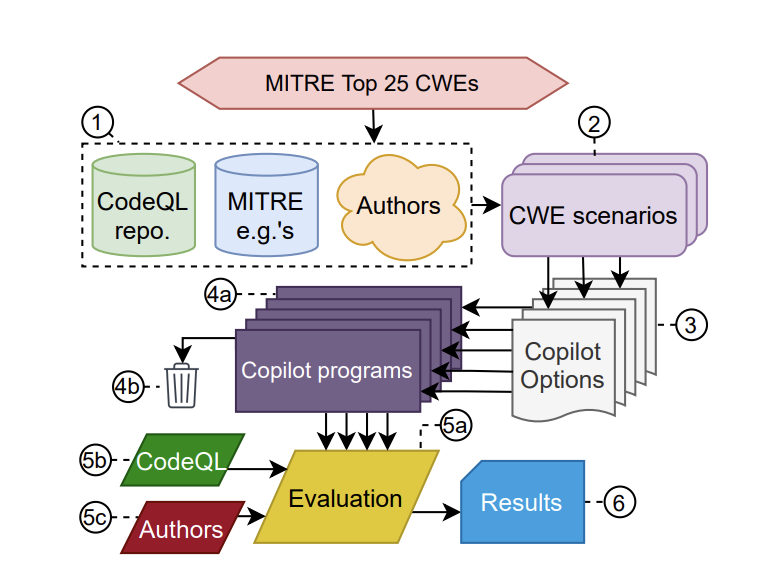 MITRE Top 25 CWEs
1
2
CodeQL
repo.
MITRE
e.g.'s
Authors
CWE scenarios
4a
3
Copilot programs
Copilot
Options
4b
5a
5b
CodeQL
Evaluation
Results
6
5c
Authors